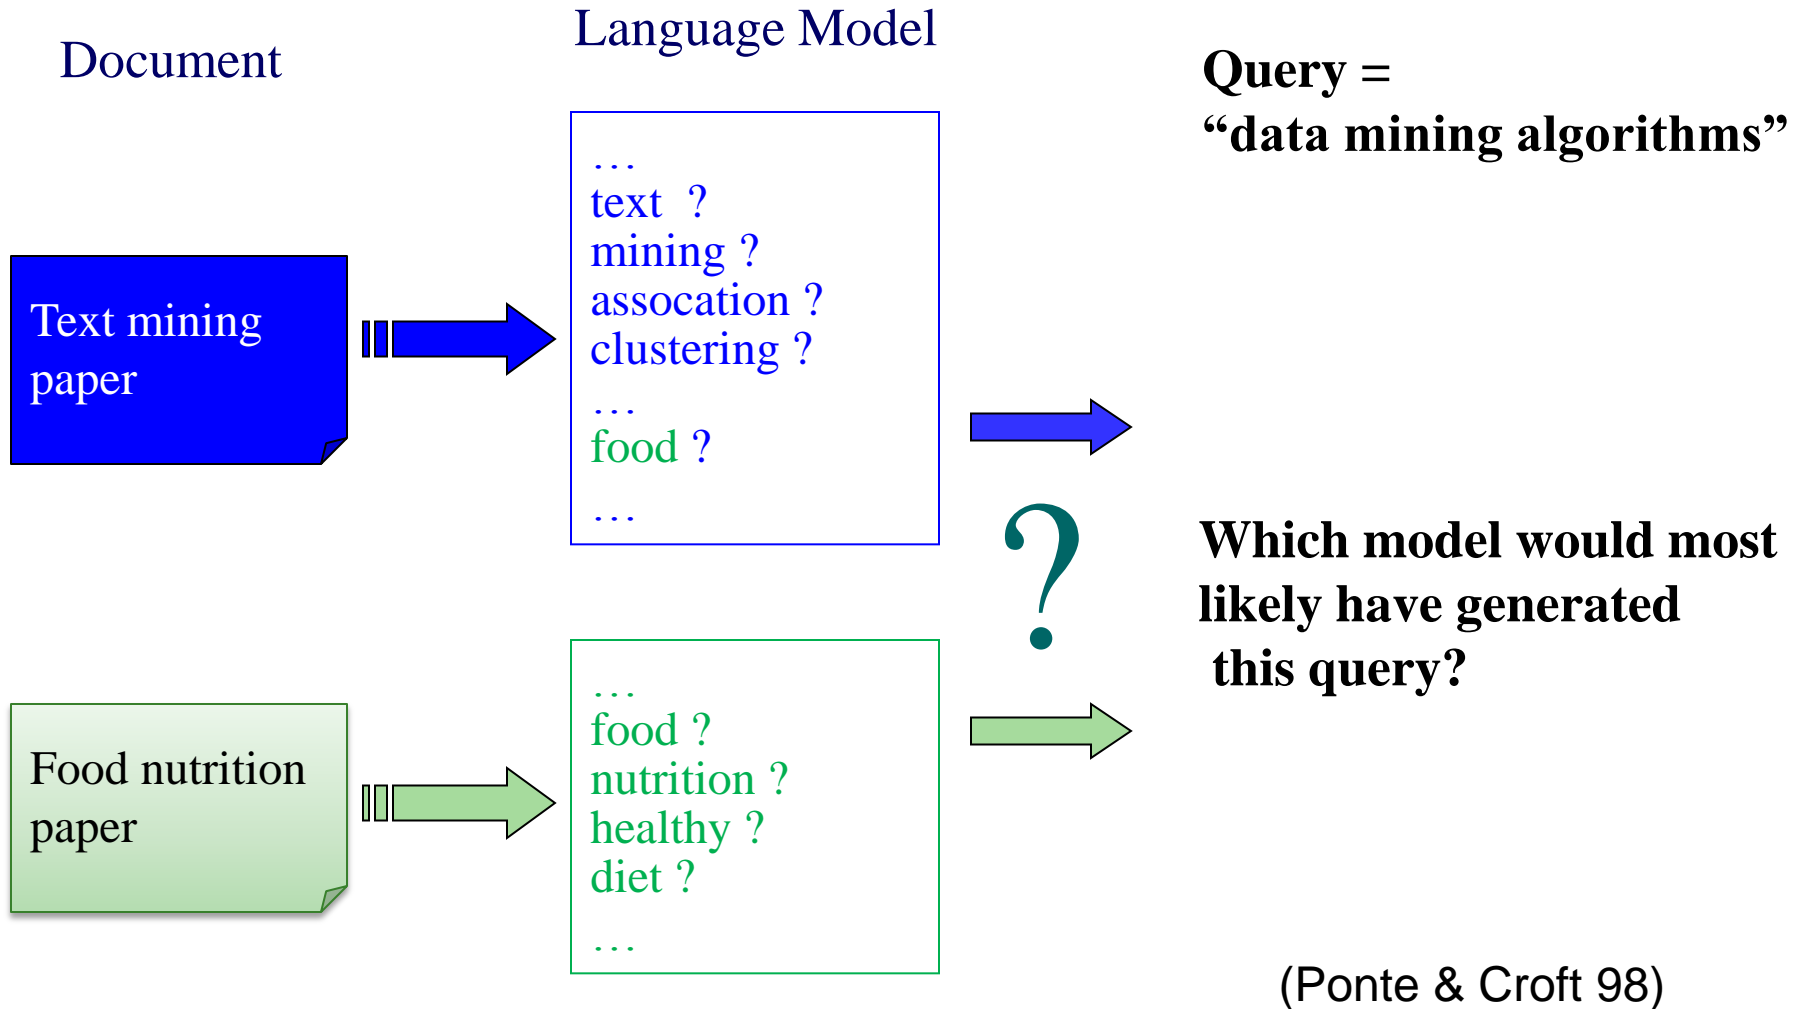 Document
Language Model
Query =
“data mining algorithms”
Text mining
paper
…
text ?
mining ?
assocation ?
clustering ?
…
food ?
…
?
Which model would most
likely have generated
this query?
Food nutrition
paper
…
food ?
nutrition ?
healthy ?
diet ?
…
(Ponte & Croft 98)